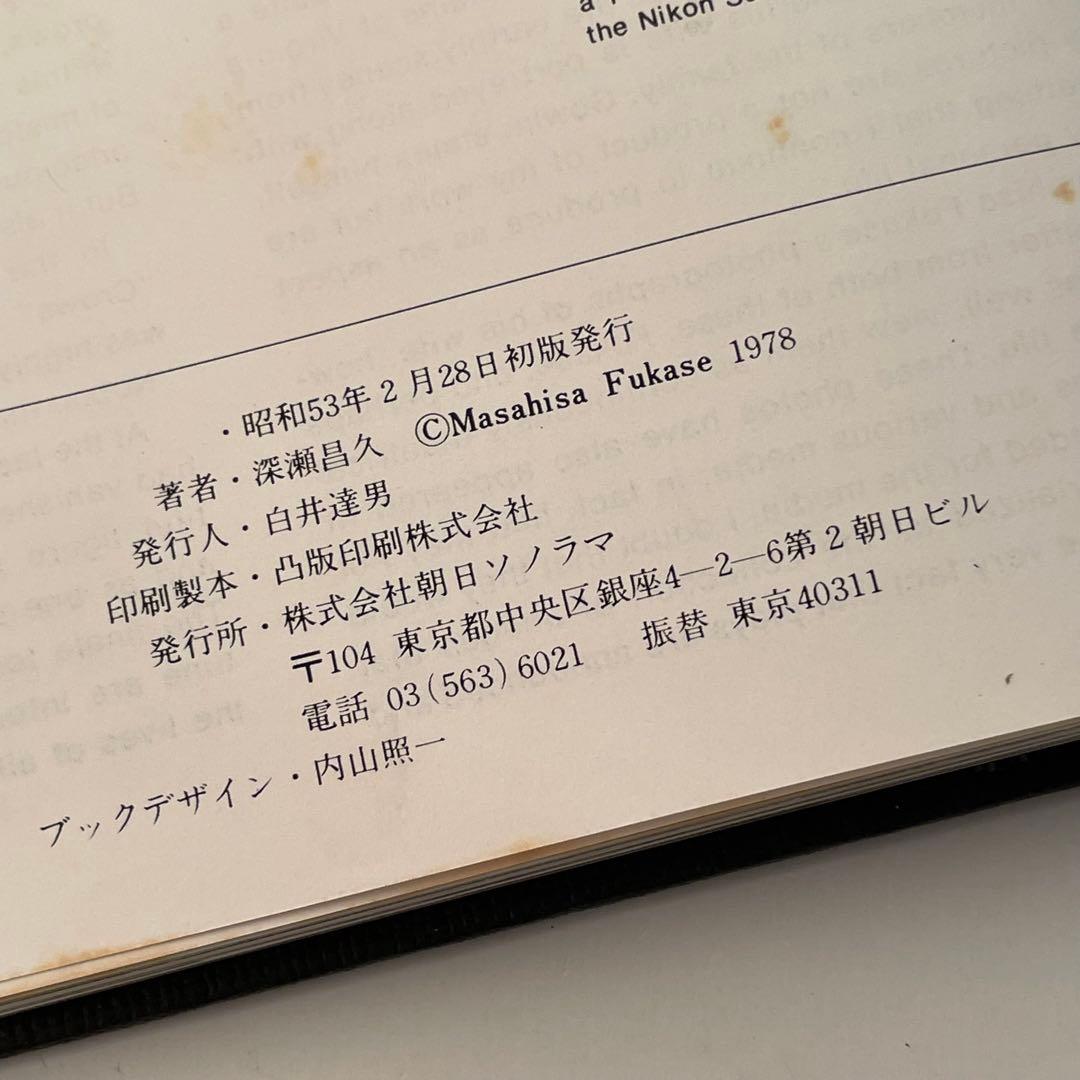 the Nikon
・昭和53年2月28日初版発行
著者・深瀬昌久 ©Masahisa Fukase 1978
発行人・白井達男
印刷製本・凸版印刷株式会社
発行所・株式会社朝日ソノラマ
〒104 東京都中央区銀座4—2—6第2朝日ビル
電話 03(563)6021 振替 東京40311
ブックデザイン・内山照一